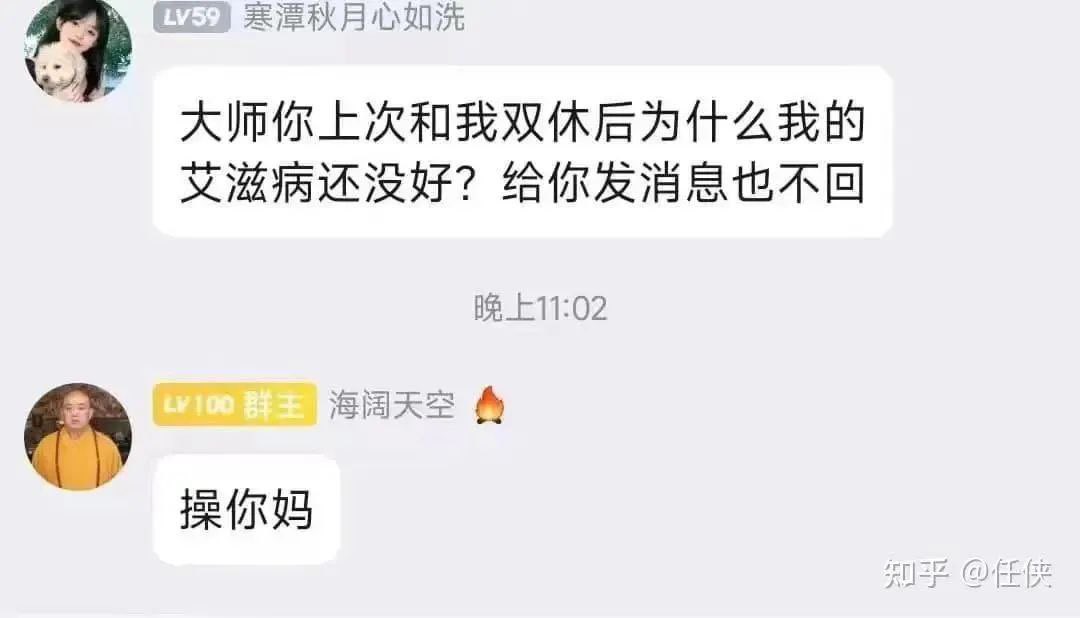 LV59 寒潭秋月心如洗
大师你上次和我双休后为什么我的
艾滋病还没好？给你发消息也不回
晚上11:02
LV100 群主 海阔天空
操你妈
知乎 @任侠